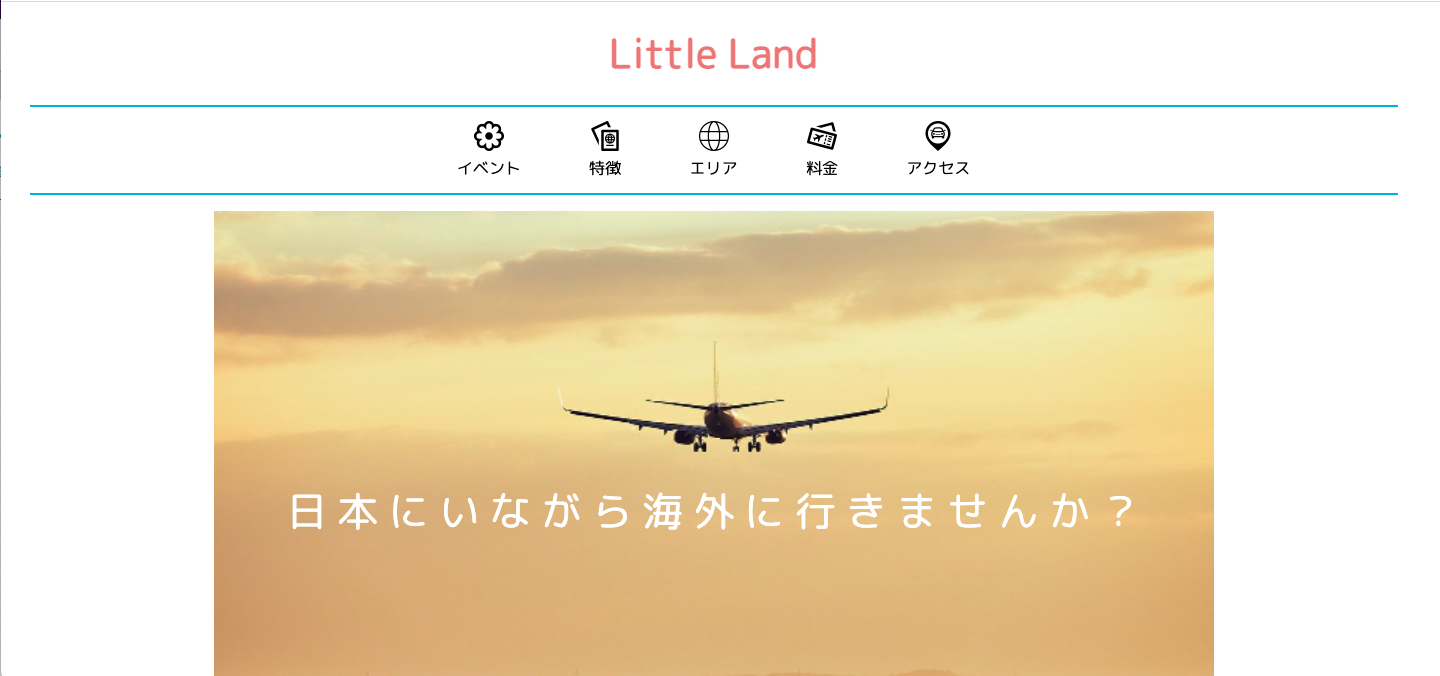 Little Land
イベント
特徴
エリア
料金
アクセス
日本にいながら海外に行きませんか？